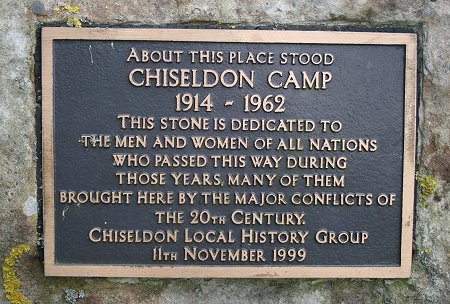 ABOUT THIS PLACE STOOD
CHISELDON CAMP
1914 - 1962
THIS STONE IS DEDICATED TO
THE MEN AND WOMEN OF ALL NATIONS
WHO PASSED THIS WAY DURING
THOSE YEARS, MANY OF THEM
BROUGHT HERE BY THE MAJOR CONFLICTS OF
THE 20TH CENTURY.
CHISELDON LOCAL HISTORY GROUP
11TH NOVEMBER 1999